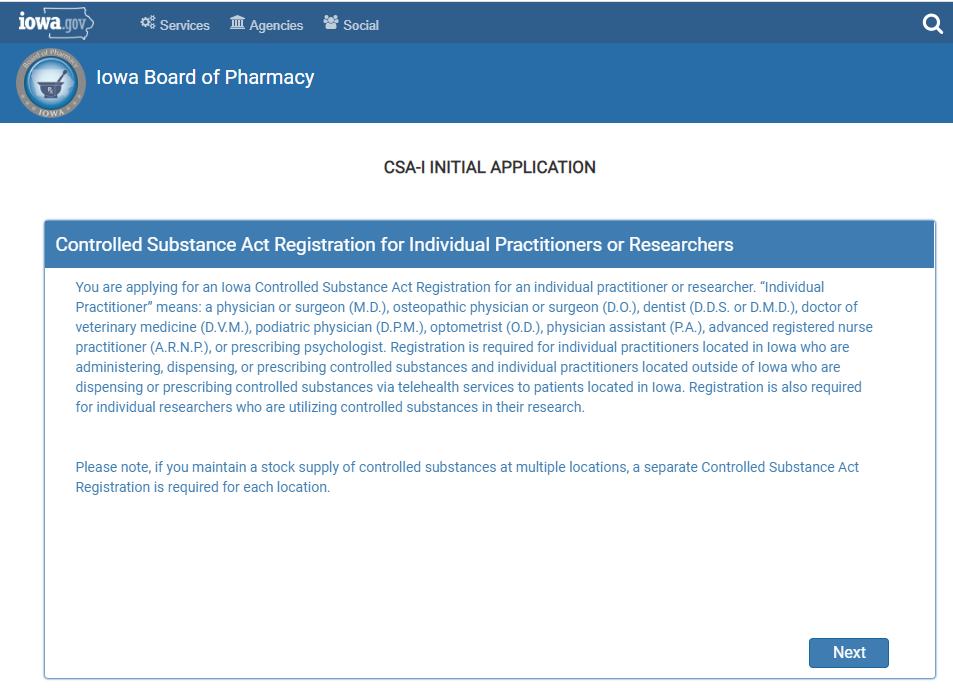 iowa.gov
Services
Agencies
Social
Board of Pharmacy
IOWA
Iowa Board of Pharmacy
CSA-I INITIAL APPLICATION
Controlled Substance Act Registration for Individual Practitioners or Researchers
You are applying for an Iowa Controlled Substance Act Registration for an individual practitioner or researcher. “Individual
Practitioner” means: a physician or surgeon (M.D.), osteopathic physician or surgeon (D.O.), dentist (D.D.S. or D.M.D.), doctor of
veterinary medicine (D.V.M.), podiatric physician (D.P.M.), optometrist (O.D.), physician assistant (P.A.), advanced registered nurse
practitioner (A.R.N.P.), or prescribing psychologist. Registration is required for individual practitioners located in Iowa who are
administering, dispensing, or prescribing controlled substances and individual practitioners located outside of Iowa who are
dispensing or prescribing controlled substances via telehealth services to patients located in Iowa. Registration is also required
for individual researchers who are utilizing controlled substances in their research.
Please note, if you maintain a stock supply of controlled substances at multiple locations, a separate Controlled Substance Act
Registration is required for each location.
Next